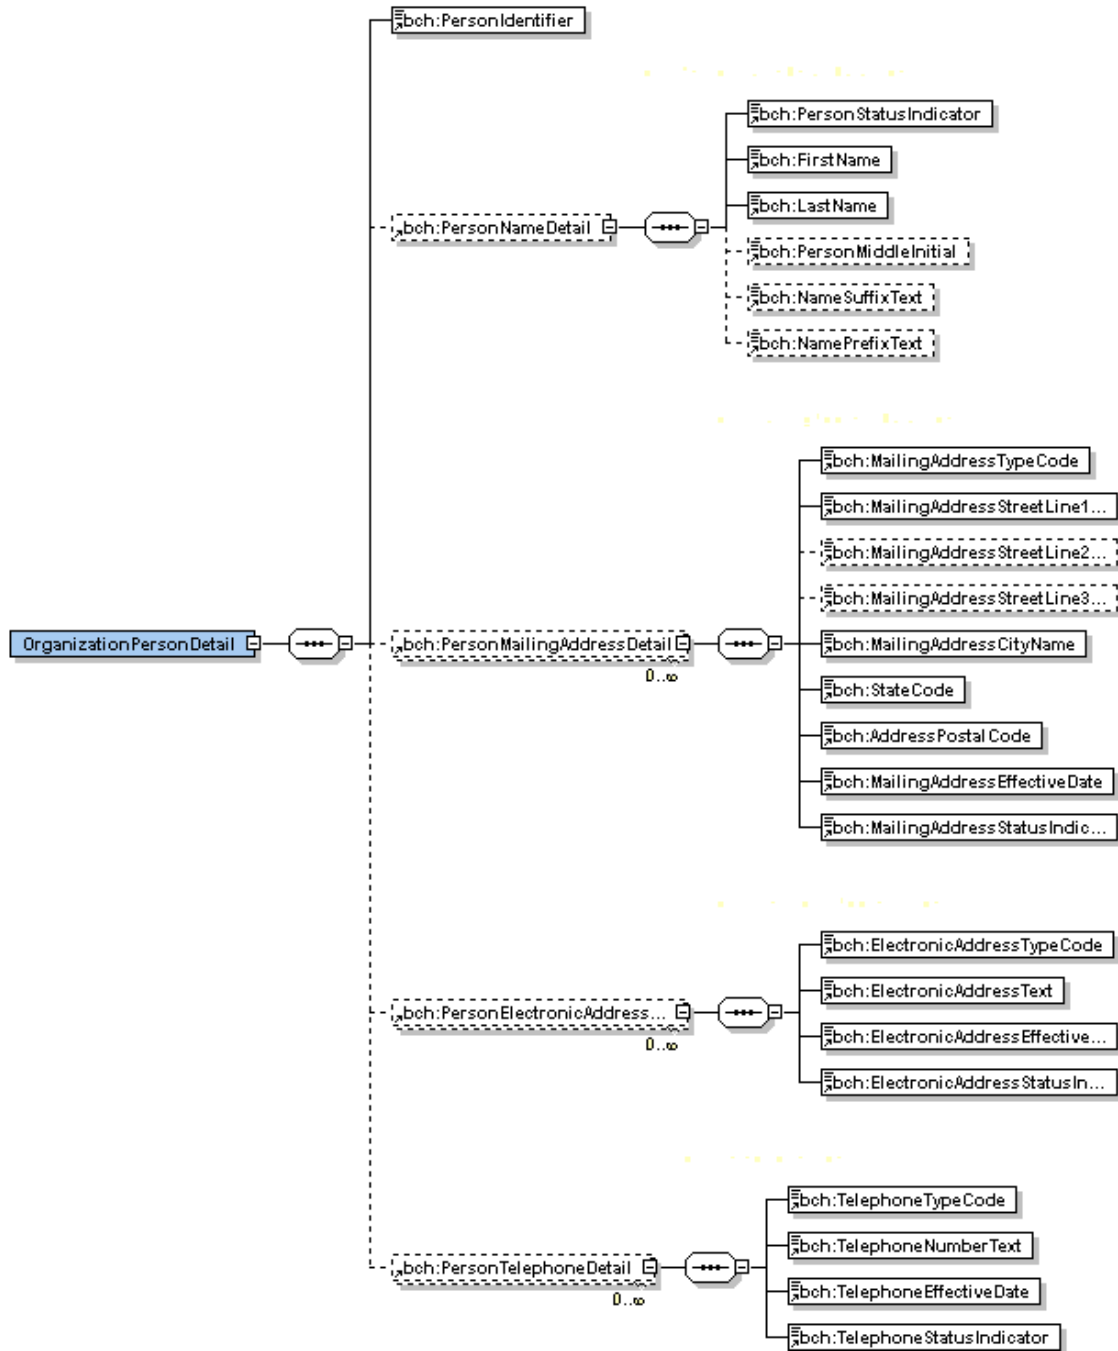 bch:PersonIdentifier
bch:PersonStatusIndicator
bch:FirstName
bch:LastName
bch:PersonNameDetail
bch:PersonMiddleInitial
bch:NameSuffixText
bch:NamePrefixText
bch:MailingAddressTypeCode
bch:MailingAddressStreetLine1...
bch:MailingAddressStreetLine2...
bch:MailingAddressStreetLine3...
OrganizationPersonDetail
bch:PersonMailingAddressDetail
0..∞
bch:MailingAddressCityName
bch:StateCode
bch:AddressPostalCode
bch:MailingAddressEffectiveDate
bch:MailingAddressStatusIndic...
bch:ElectronicAddressTypeCode
bch:ElectronicAddressText
bch:PersonElectronicAddress...
0..∞
bch:ElectronicAddressEffective...
bch:ElectronicAddressStatusIn...
bch:TelephoneTypeCode
bch:TelephoneNumberText
bch:PersonTelephoneDetail
0..∞
bch:TelephoneEffectiveDate
bch:TelephoneStatusIndicator